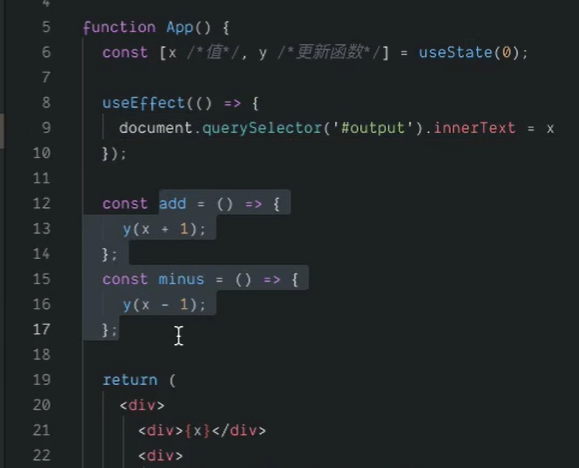 4
5 function App() {
6 const [x /*值*/, y /*更新函数*/] = useState(0);
7
8 useEffect(() => {
9 document.querySelector('#output').innerText = x
10 });
11
12 const add = () => {
13 y(x + 1);
14 };
15 const minus = () => {
16 y(x - 1);
17 };
18
19 return (
20 <div>
21 <div>{x}</div>
22 <div>